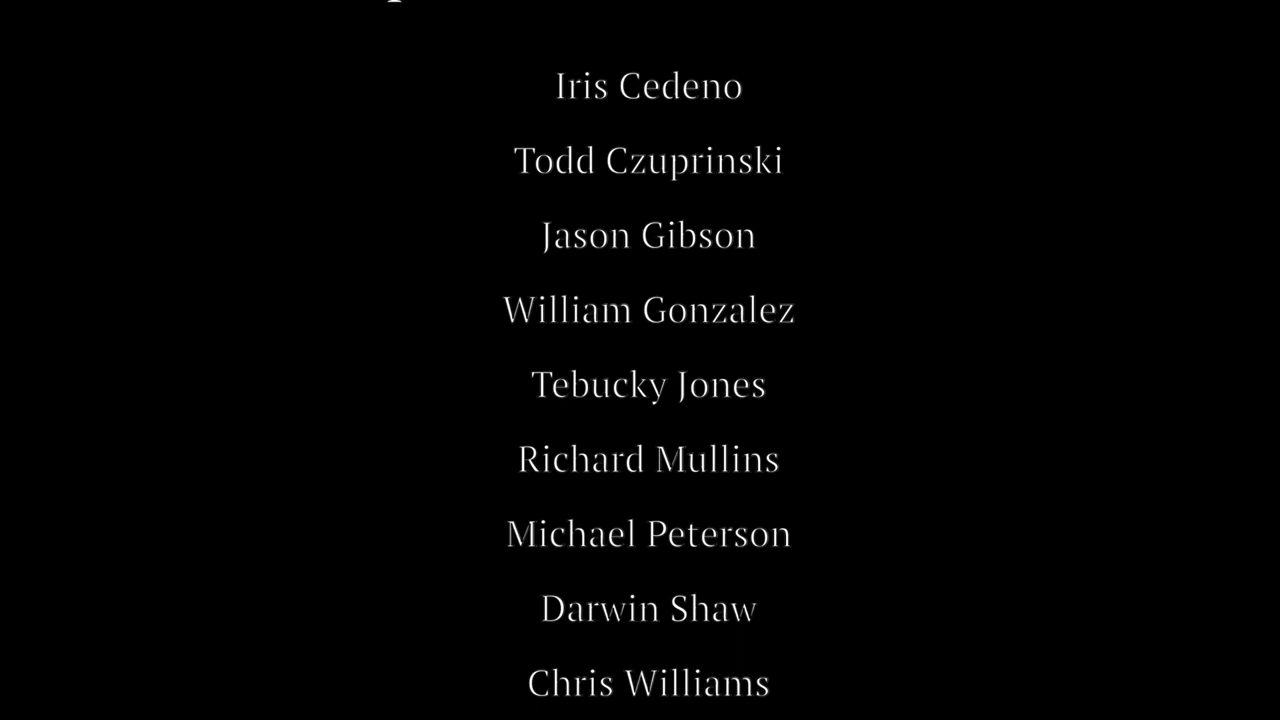 Iris Cedeno
Todd Czuprinski
Jason Gibson
William Gonzalez
Tebucky Jones
Richard Mullins
Michael Peterson
Darwin Shaw
Chris Williams